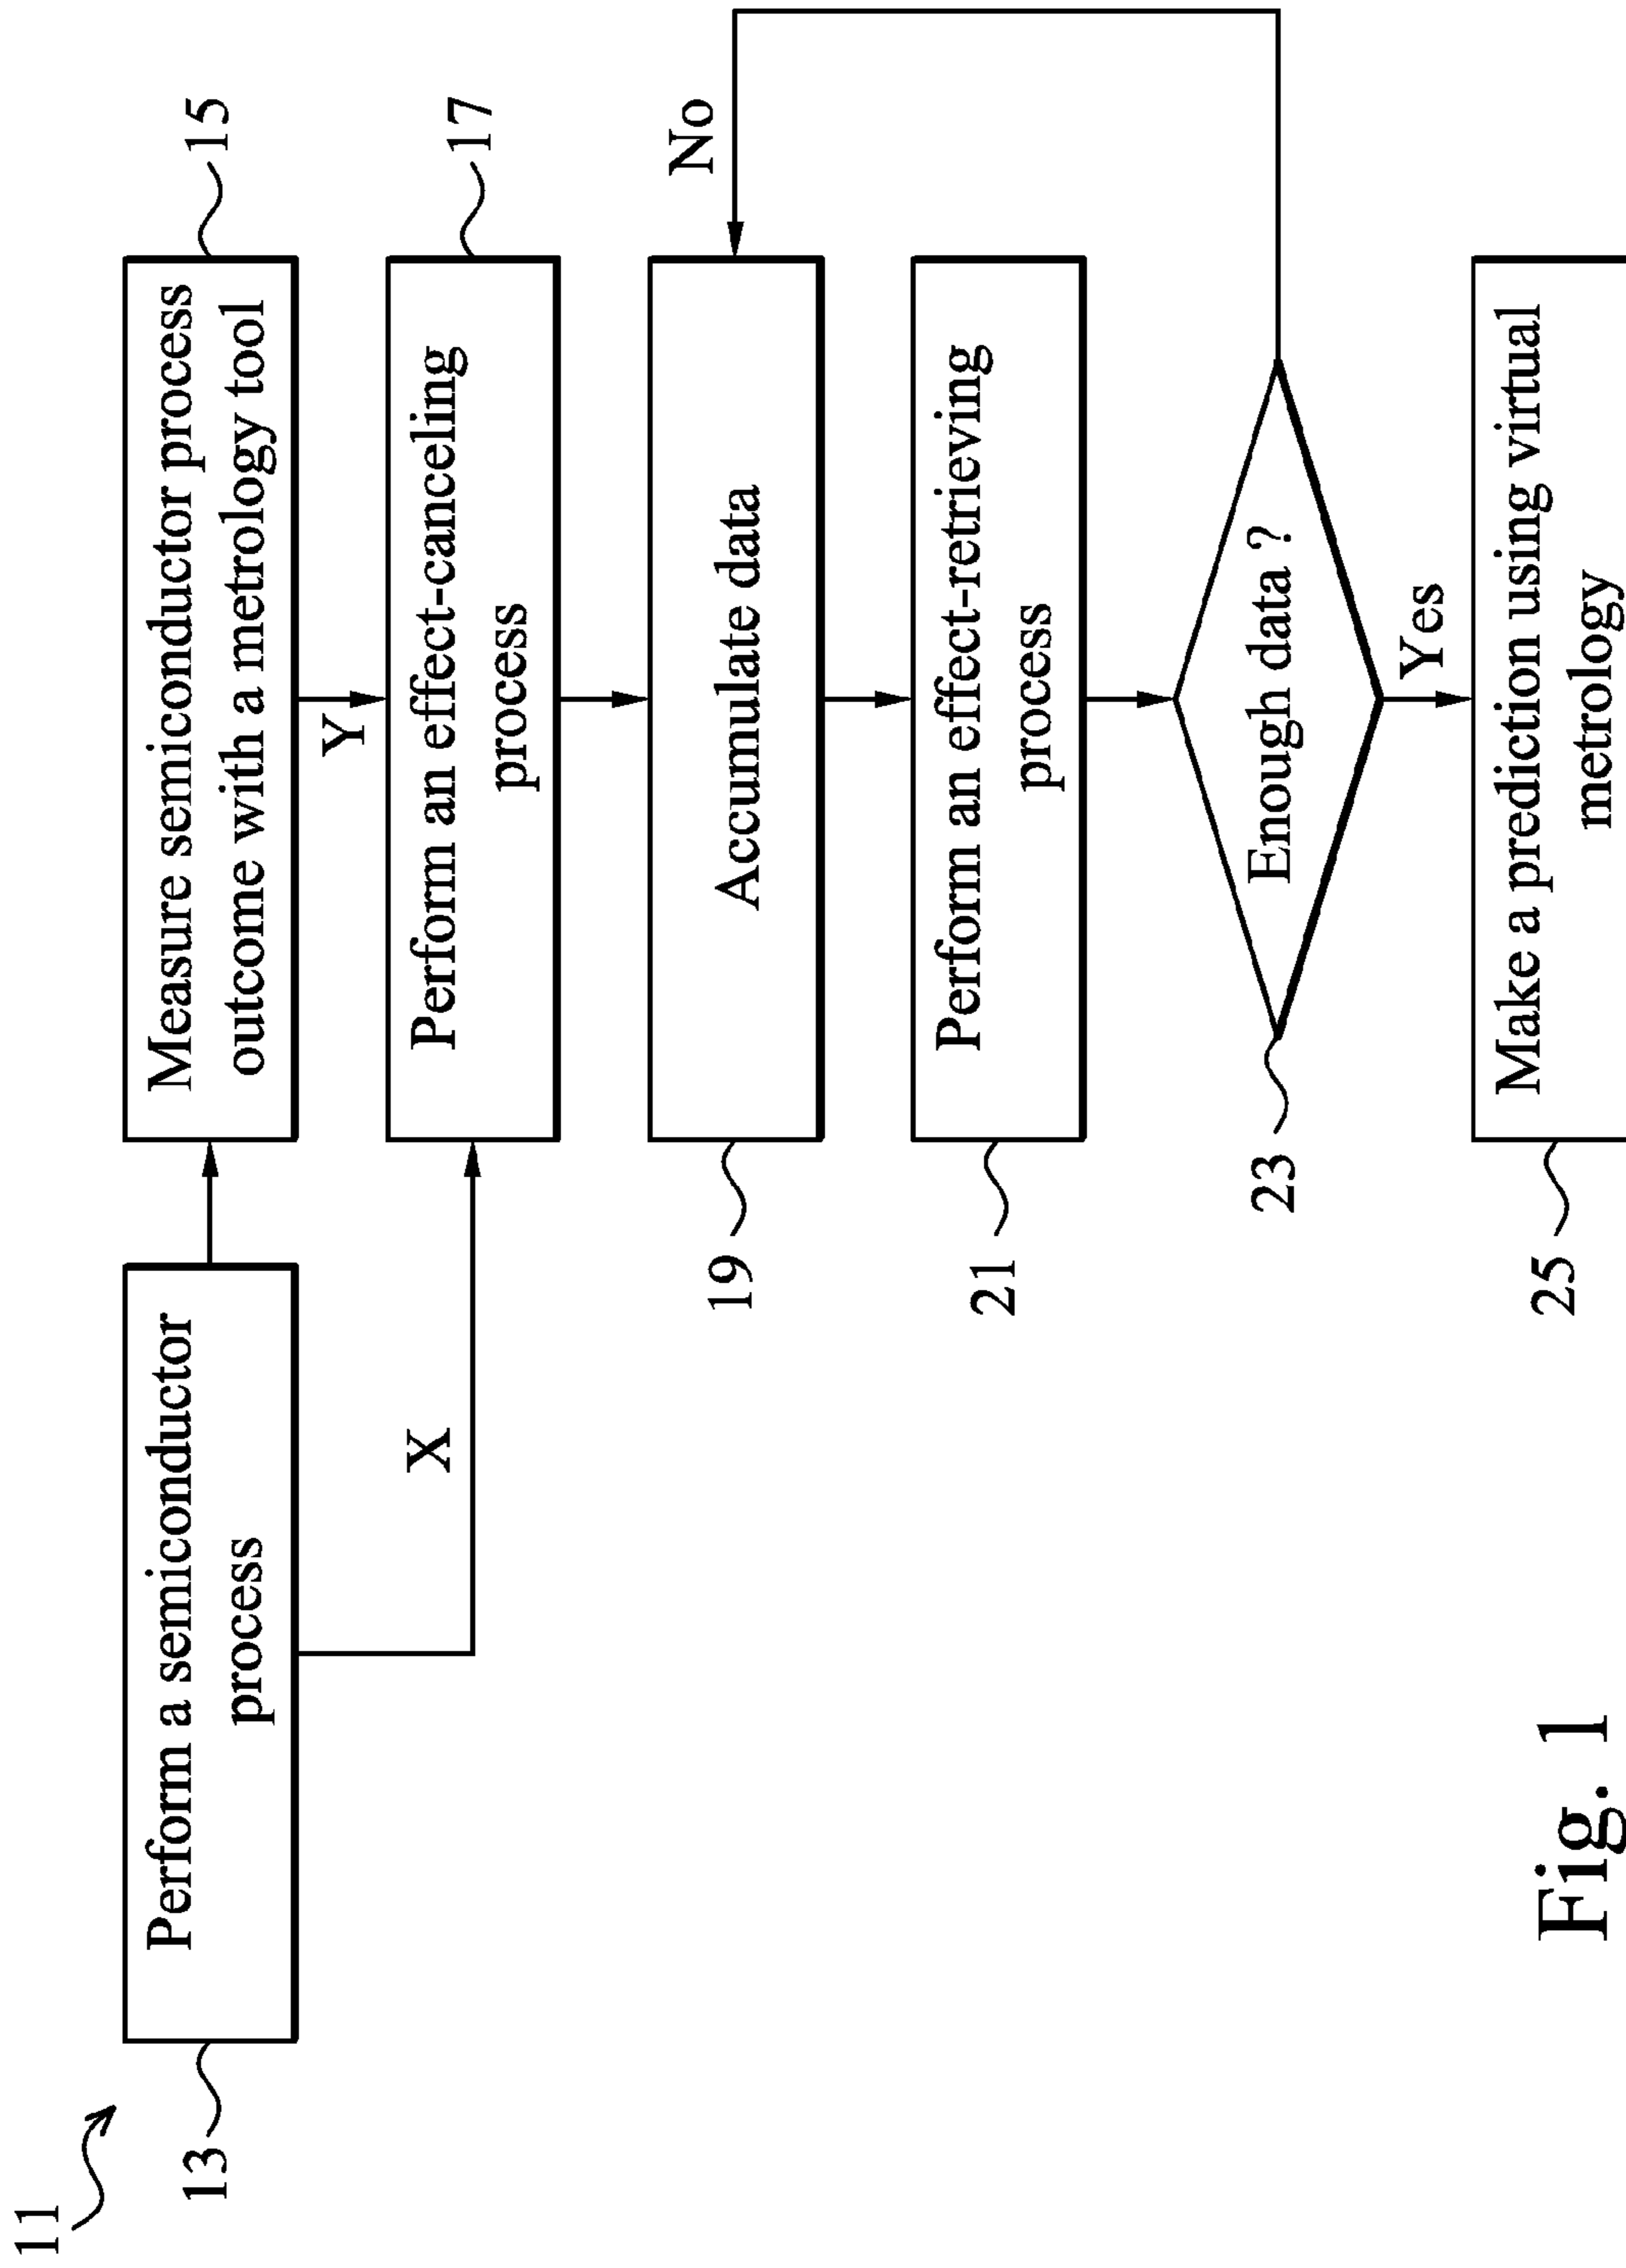 11
13
Perform a semiconductor
process
Measure semiconductor process
outcome with a metrology tool
15
X
Y
Perform an effect-canceling
process
17
19
Accumulate data
No
21
Perform an effect-retrieving
process
23
Enough data ?
Yes
25
Make a prediction using virtual
metrology
Fig. 1